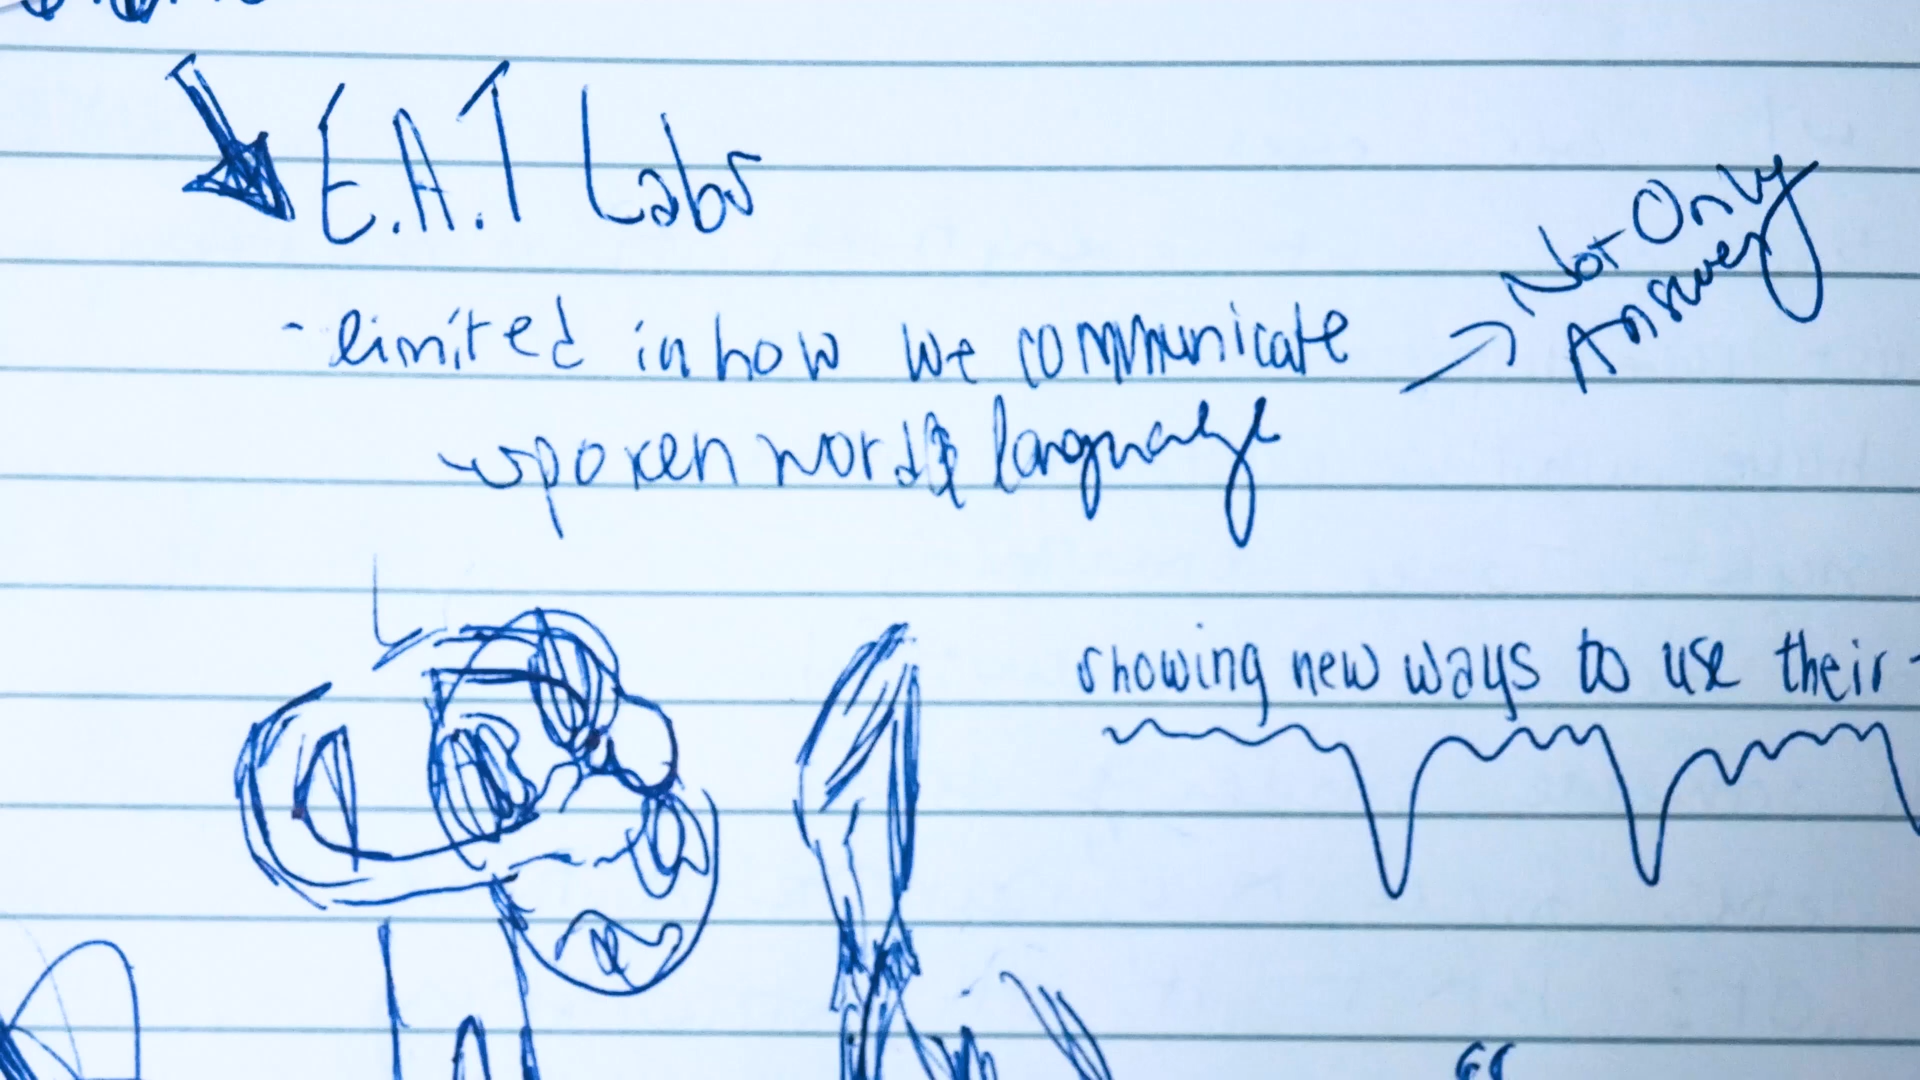 E.A.T Labs
-limited in how we communicate
spoken word language
→ Not Only
Answer
showing new ways to use their